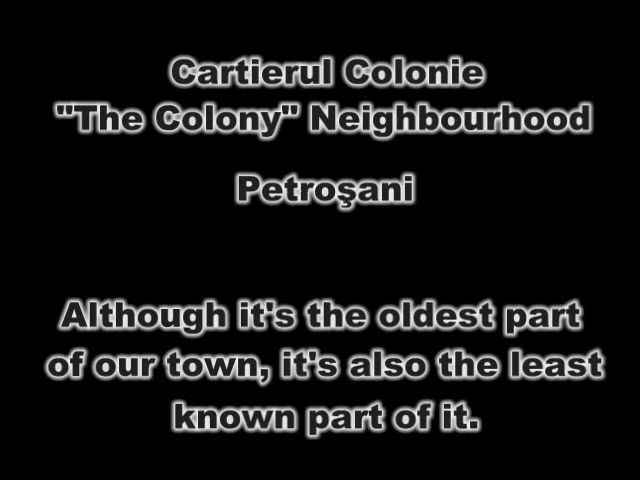 Cartierul Colonie
"The Colony" Neighbourhood
Petroşani
Although it's the oldest part
of our town, it's also the least
known part of it.